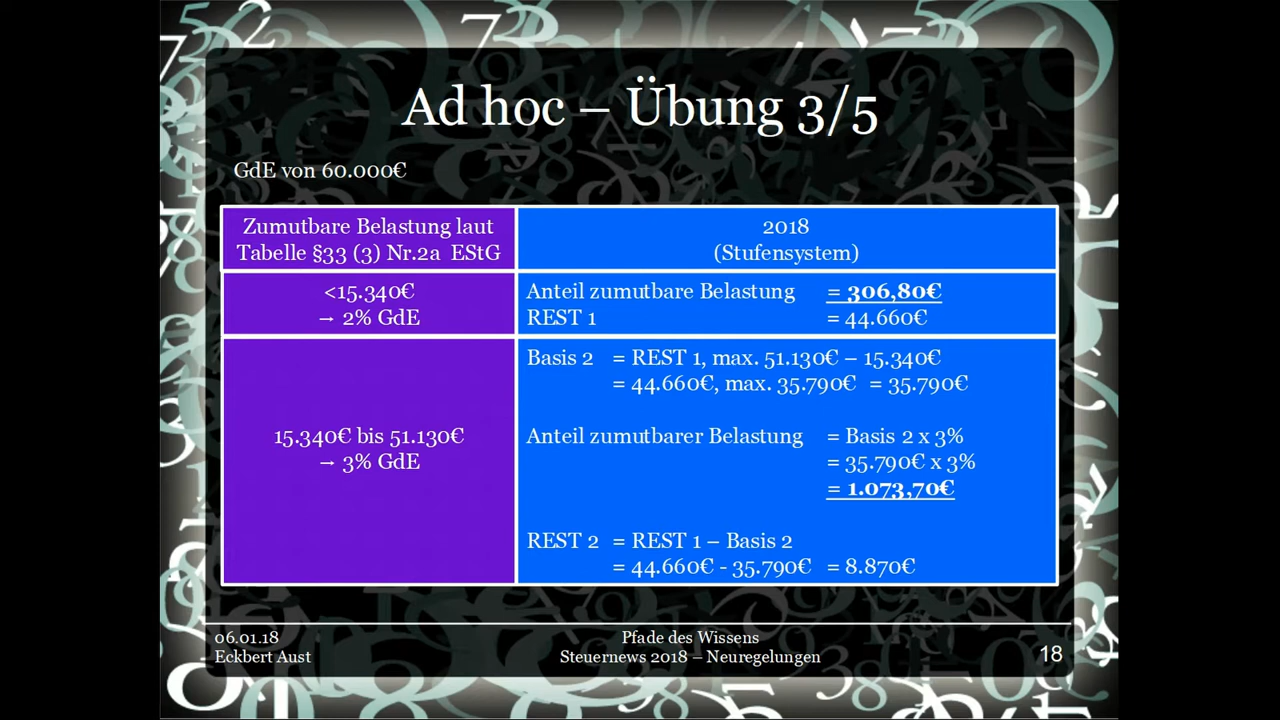 Ad hoc – Übung 3/5
GdE von 60.000€
Zumutbare Belastung laut
Tabelle §33 (3) Nr.2a EStG
2018
(Stufensystem)
<15.340€
→ 2% GdE
Anteil zumutbare Belastung = 306,80€
REST 1 = 44.660€
15.340€ bis 51.130€
→ 3% GdE
Basis 2 = REST 1, max. 51.130€ – 15.340€
= 44.660€, max. 35.790€ = 35.790€
Anteil zumutbarer Belastung = Basis 2 x 3%
= 35.790€ x 3%
= 1.073,70€
REST 2 = REST 1 – Basis 2
= 44.660€ - 35.790€ = 8.870€
06.01.18
Eckbert Aust
Pfade des Wissens
Steuernews 2018 – Neuregelungen
18